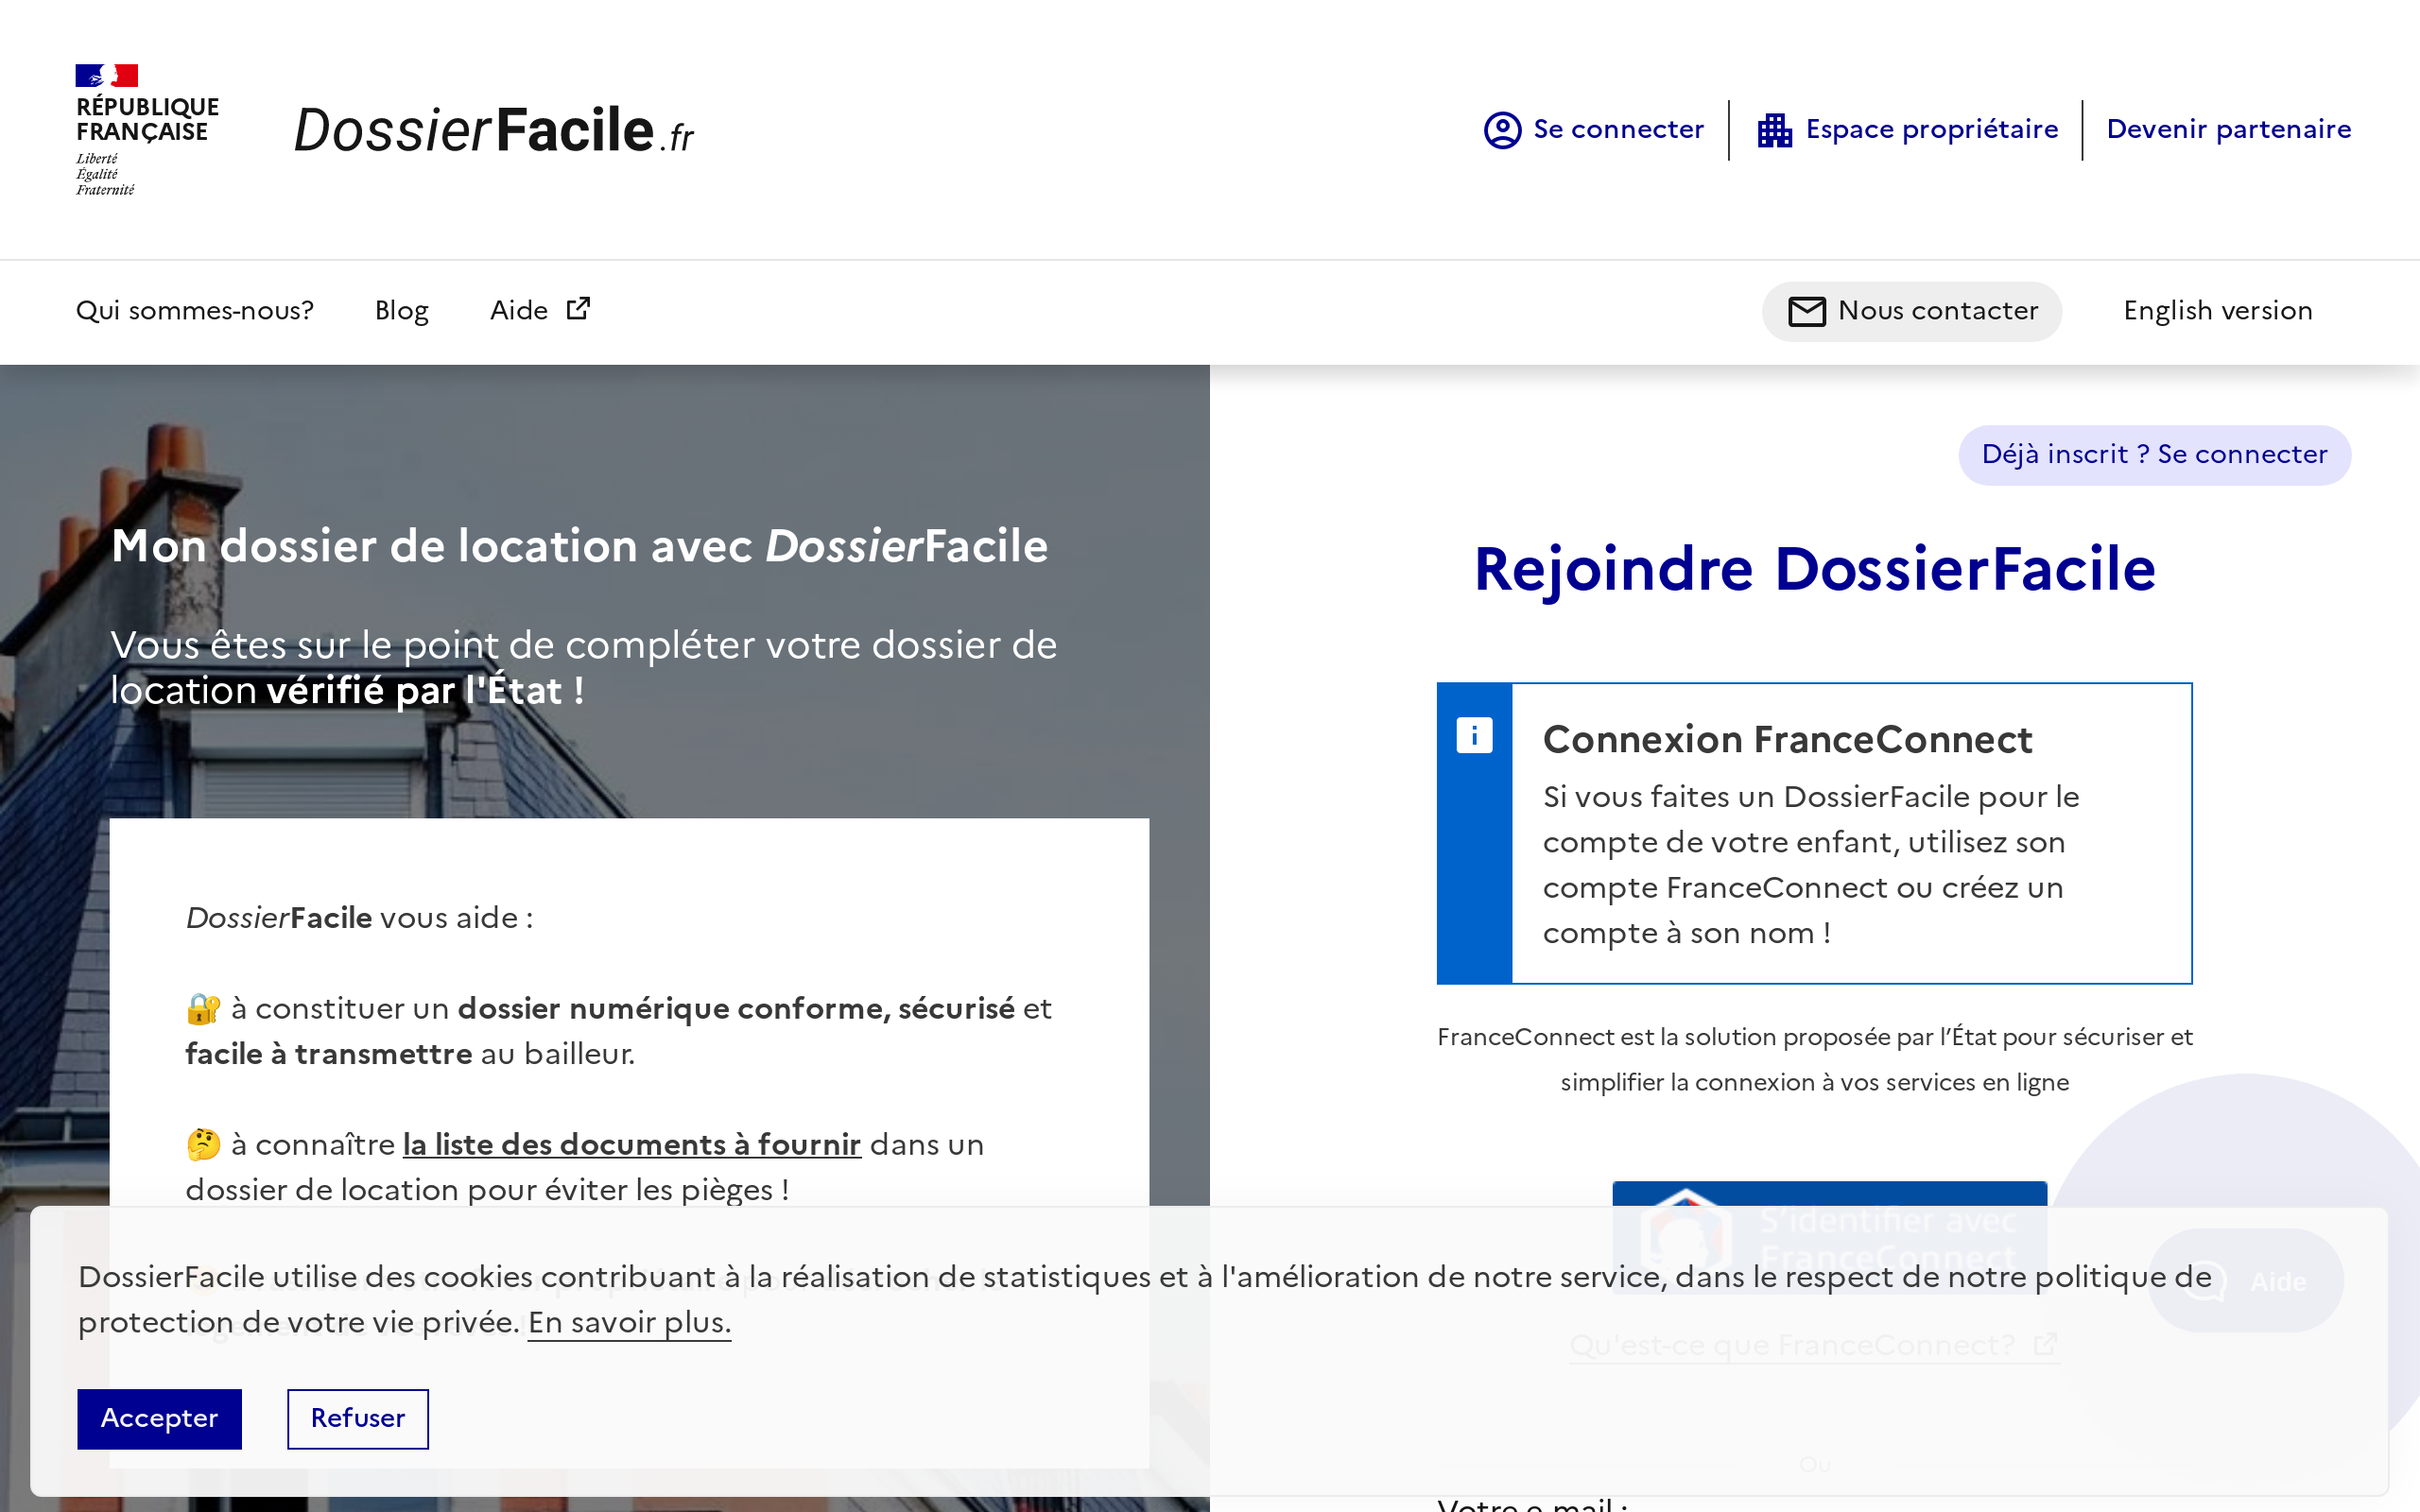 RÉPUBLIQUE
FRANÇAISE
Liberté
Égalité
Fraternité
DossierFacile.fr
Se connecter
Espace propriétaire
Devenir partenaire
Qui sommes-nous?
Blog
Aide
Nous contacter
English version
Mon dossier de location avec DossierFacile
Vous êtes sur le point de compléter votre dossier de
location vérifié par l'État !
DossierFacile vous aide :
à constituer un dossier numérique conforme, sécurisé et
facile à transmettre au bailleur.
à connaître la liste des documents à fournir dans un
dossier de location pour éviter les pièges !
Déjà inscrit ? Se connecter
Rejoindre DossierFacile
Connexion FranceConnect
Si vous faites un DossierFacile pour le
compte de votre enfant, utilisez son
compte FranceConnect ou créez un
compte à son nom !
FranceConnect est la solution proposée par l’État pour sécuriser et
simplifier la connexion à vos services en ligne
S'identifier avec
FranceConnect
Qu'est-ce que FranceConnect?
Ou
Votre e-mail :
Aide
DossierFacile utilise des cookies contribuant à la réalisation de statistiques et à l'amélioration de notre service, dans le respect de notre politique de
protection de votre vie privée. En savoir plus.
Accepter
Refuser